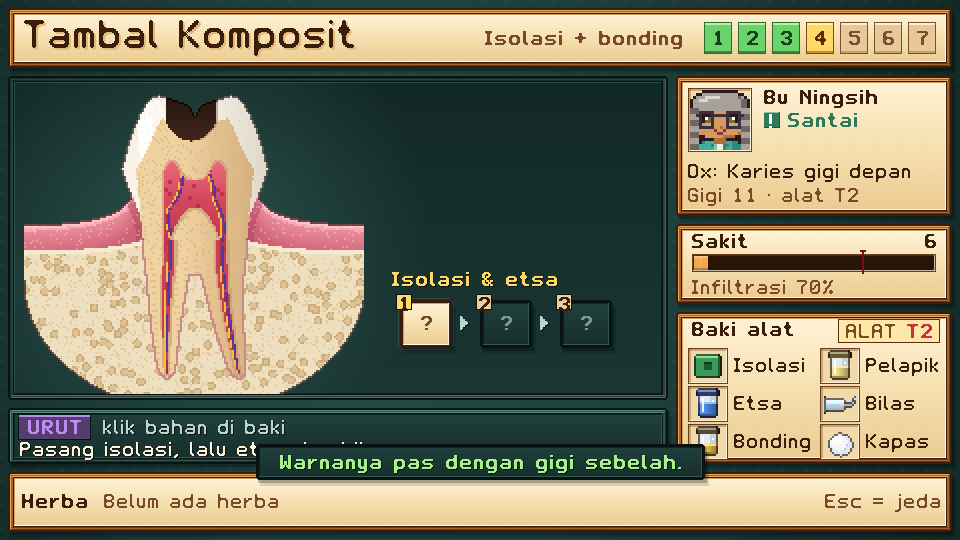 Tambal Komposit
Isolasi + bonding
1 2 3 4 5 6 7
Bu Ningsih
Santai
Dx: Karies gigi depan
Gigi 11 · alat T2
Sakit 6
Infiltrasi 70%
Isolasi & etsa
1 2 3
? ? ?
Baki alat
ALAT T2
Isolasi
Pelapik
Etsa
Bilas
Bonding
Kapas
URUT klik bahan di baki
Pasang isolasi, lalu
Warnanya pas dengan gigi sebelah.
Herba Belum ada herba
Esc = jeda